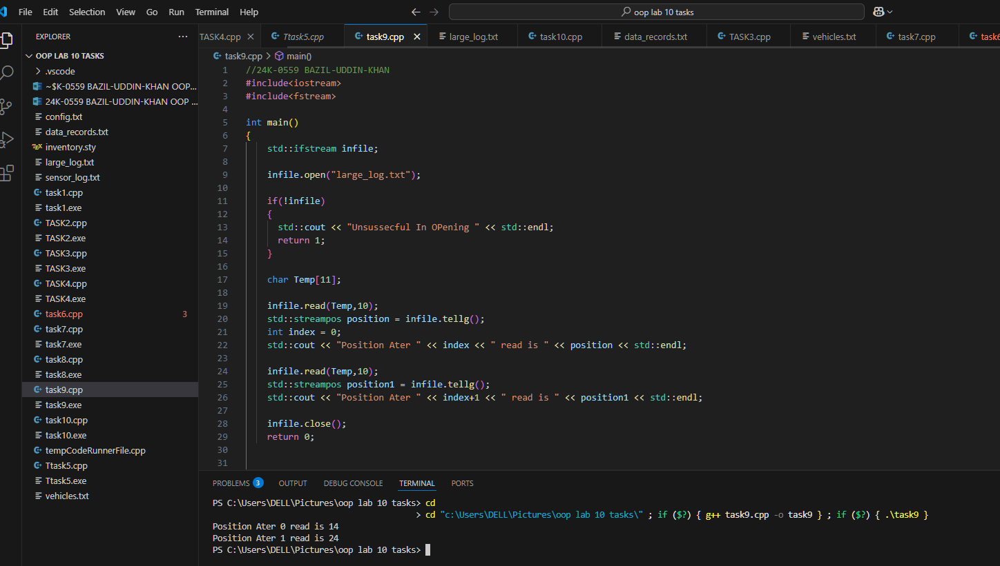 File Edit Selection View Go Run Terminal Help
oop lab 10 tasks
EXPLORER
OOP LAB 10 TASKS
.vscode
~$K-0559 BAZIL-UDDIN-KHAN OOP...
24K-0559 BAZIL-UDDIN-KHAN OOP ...
config.txt
data_records.txt
inventory.sty
large_log.txt
sensor_log.txt
task1.cpp
task1.exe
TASK2.cpp
TASK2.exe
TASK3.cpp
TASK3.exe
TASK4.cpp
TASK4.exe
task6.cpp 3
task7.cpp
task7.exe
task8.cpp
task8.exe
task9.cpp
task9.exe
task10.cpp
task10.exe
tempCodeRunnerFile.cpp
Ttask5.cpp
Ttask5.exe
vehicles.txt
TASK4.cpp Ttask5.cpp task9.cpp large_log.txt task10.cpp data_records.txt TASK3.cpp vehicles.txt task7.cpp task6
task9.cpp > main()
1 //24K-0559 BAZIL-UDDIN-KHAN
2 #include<iostream>
3 #include<fstream>
4
5 int main()
6 {
7 std::ifstream infile;
8
9 infile.open("large_log.txt");
10
11 if(!infile)
12 {
13 std::cout << "Unsussecful In OPening " << std::endl;
14 return 1;
15 }
16
17 char Temp[11];
18
19 infile.read(Temp,10);
20 std::streampos position = infile.tellg();
21 int index = 0;
22 std::cout << "Position Ater " << index << " read is " << position << std::endl;
23
24 infile.read(Temp,10);
25 std::streampos position1 = infile.tellg();
26 std::cout << "Position Ater " << index+1 << " read is " << position1 << std::endl;
27
28 infile.close();
29 return 0;
30
31
PROBLEMS 3 OUTPUT DEBUG CONSOLE TERMINAL PORTS
PS C:\Users\DELL\Pictures\oop lab 10 tasks> cd
> cd "c:\Users\DELL\Pictures\oop lab 10 tasks\" ; if ($?) { g++ task9.cpp -o task9 } ; if ($?) { .\task9 }
Position Ater 0 read is 14
Position Ater 1 read is 24
PS C:\Users\DELL\Pictures\oop lab 10 tasks>